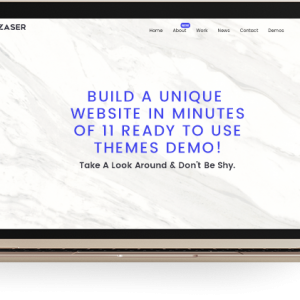 ZASER
NEW
Home About Work News Contact Demos
BUILD A UNIQUE
WEBSITE IN MINUTES
OF 11 READY TO USE
THEMES DEMO!
Take A Look Around & Don't Be Shy.